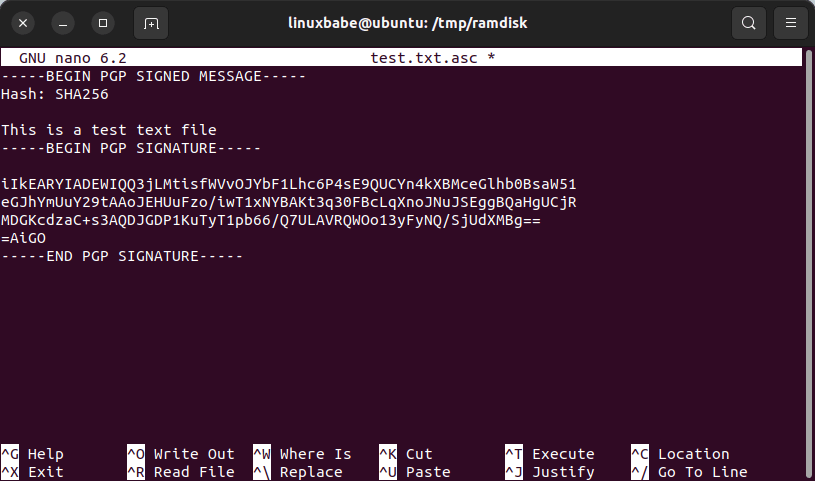 linuxbabe@ubuntu: /tmp/ramdisk
GNU nano 6.2 test.txt.asc *
-----BEGIN PGP SIGNED MESSAGE-----
Hash: SHA256
This is a test text file
-----BEGIN PGP SIGNATURE-----
iIkEARYIADEWIQQ3jLMtisfWVvOJYbF1Lhc6P4sE9QUCYn4kXBMceGlhb0BsaW51
eGJhYmUuY29tAAoJEHUuFzo/iwT1xNYBAKt3q30FBcLqXnoJNuJSEggBQaHgUCjR
MDGKcdzaC+s3AQDJGDP1KuTyT1pb66/Q7ULAVRQWOo13yFyNQ/SjUdXMBg==
=AiGO
-----END PGP SIGNATURE-----
^G Help ^O Write Out ^W Where Is ^K Cut ^T Execute ^C Location
^X Exit ^R Read File ^\ Replace ^U Paste ^J Justify ^/ Go To Line